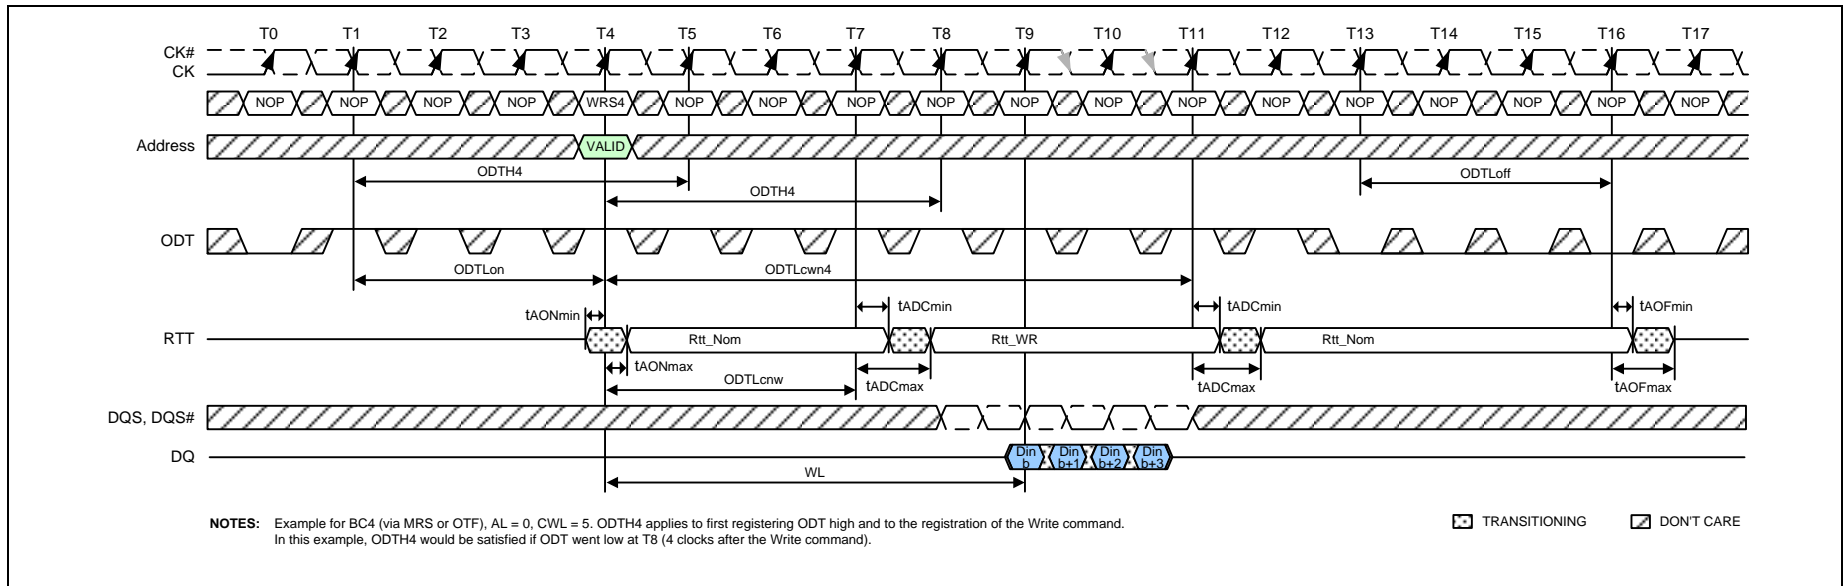 T0 T1 T2 T3 T4 T5 T6 T7 T8 T9 T10 T11 T12 T13 T14 T15 T16 T17
CK#
CK
NOP NOP NOP NOP WRS4 NOP NOP NOP NOP NOP NOP NOP NOP NOP NOP NOP NOP NOP
Address VALID
ODTH4 ODTLoff
ODTH4
ODT
ODTLon ODTLcwn4
tAONmin tADCmin tADCmin tAOFmin
RTT Rtt_Nom Rtt_WR Rtt_Nom
tAONmax
ODTLcnw tADCmax tADCmax tAOFmax
DQS, DQS#
DQ Din b Din b+1 Din b+2 Din b+3
WL
NOTES: Example for BC4 (via MRS or OTF), AL = 0, CWL = 5. ODTH4 applies to first registering ODT high and to the registration of the Write command.
In this example, ODTH4 would be satisfied if ODT went low at T8 (4 clocks after the Write command).
TRANSITIONING DON'T CARE